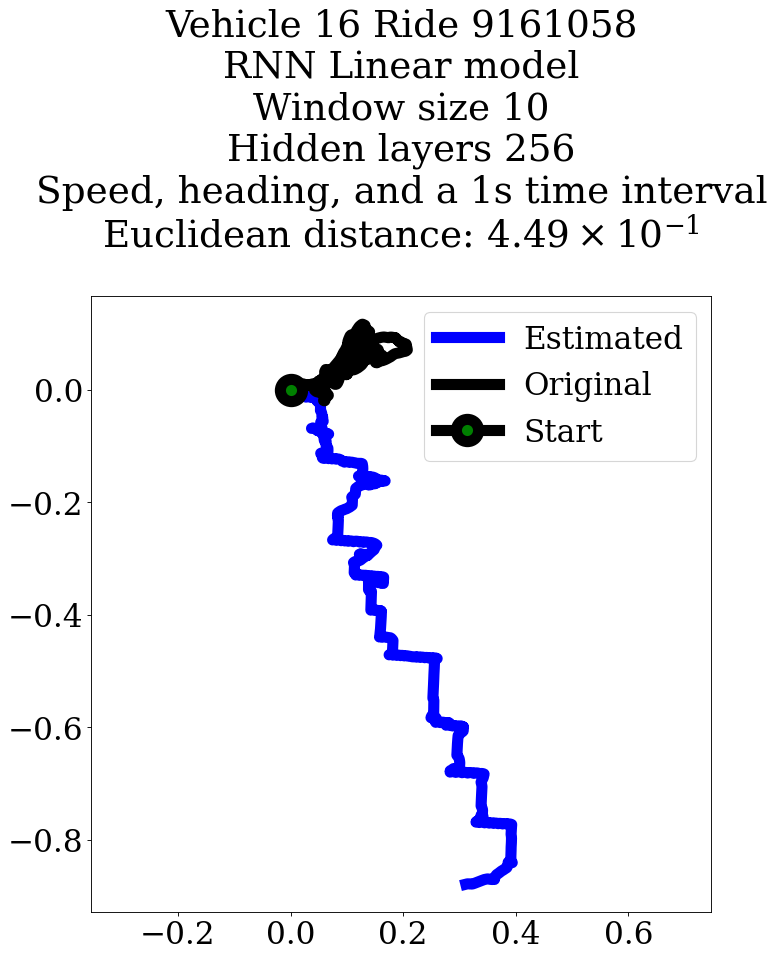 Vehicle 16 Ride 9161058
RNN Linear model
Window size 10
Hidden layers 256
Speed, heading, and a 1s time interval
Euclidean distance: 4.49 × 10⁻¹
Estimated
Original
Start
0.0
−0.2
−0.4
−0.6
−0.8
−0.2 0.0 0.2 0.4 0.6